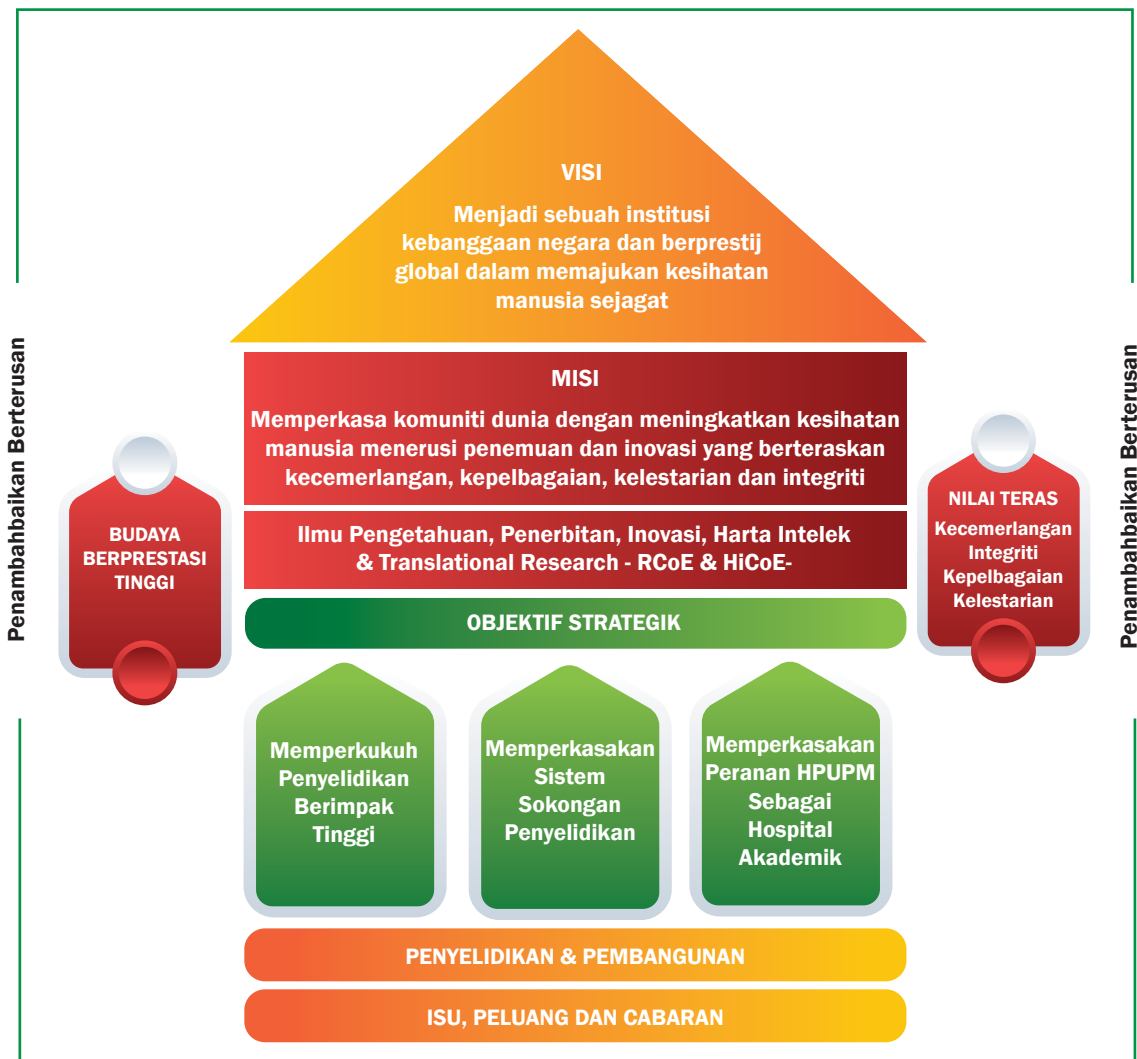 VISI
Menjadi sebuah institusi
kebanggaan negara dan berprestij
global dalam memajukan kesihatan
manusia sejagat
Penambahbaikan Berterusan
MISI
Memperkasa komuniti dunia dengan meningkatkan kesihatan
manusia menerusi penemuan dan inovasi yang berteraskan
kecemerlangan, kepelbagaian, kelestarian dan integriti
Penambahbaikan Berterusan
BUDAYA
BERPRESTASI
TINGGI
Ilmu Pengetahuan, Penerbitan, Inovasi, Harta Intelek
& Translational Research - RCoE & HiCoE-
NILAI TERAS
Kecemerlangan
Integriti
Kepelbagaian
Kelestarian
OBJEKTIF STRATEGIK
Memperkukuh
Penyelidikan
Berimpak
Tinggi
Memperkasakan
Sistem
Sokongan
Penyelidikan
Memperkasakan
Peranan HPUPM
Sebagai
Hospital
Akademik
PENYELIDIKAN & PEMBANGUNAN
ISU, PELUANG DAN CABARAN